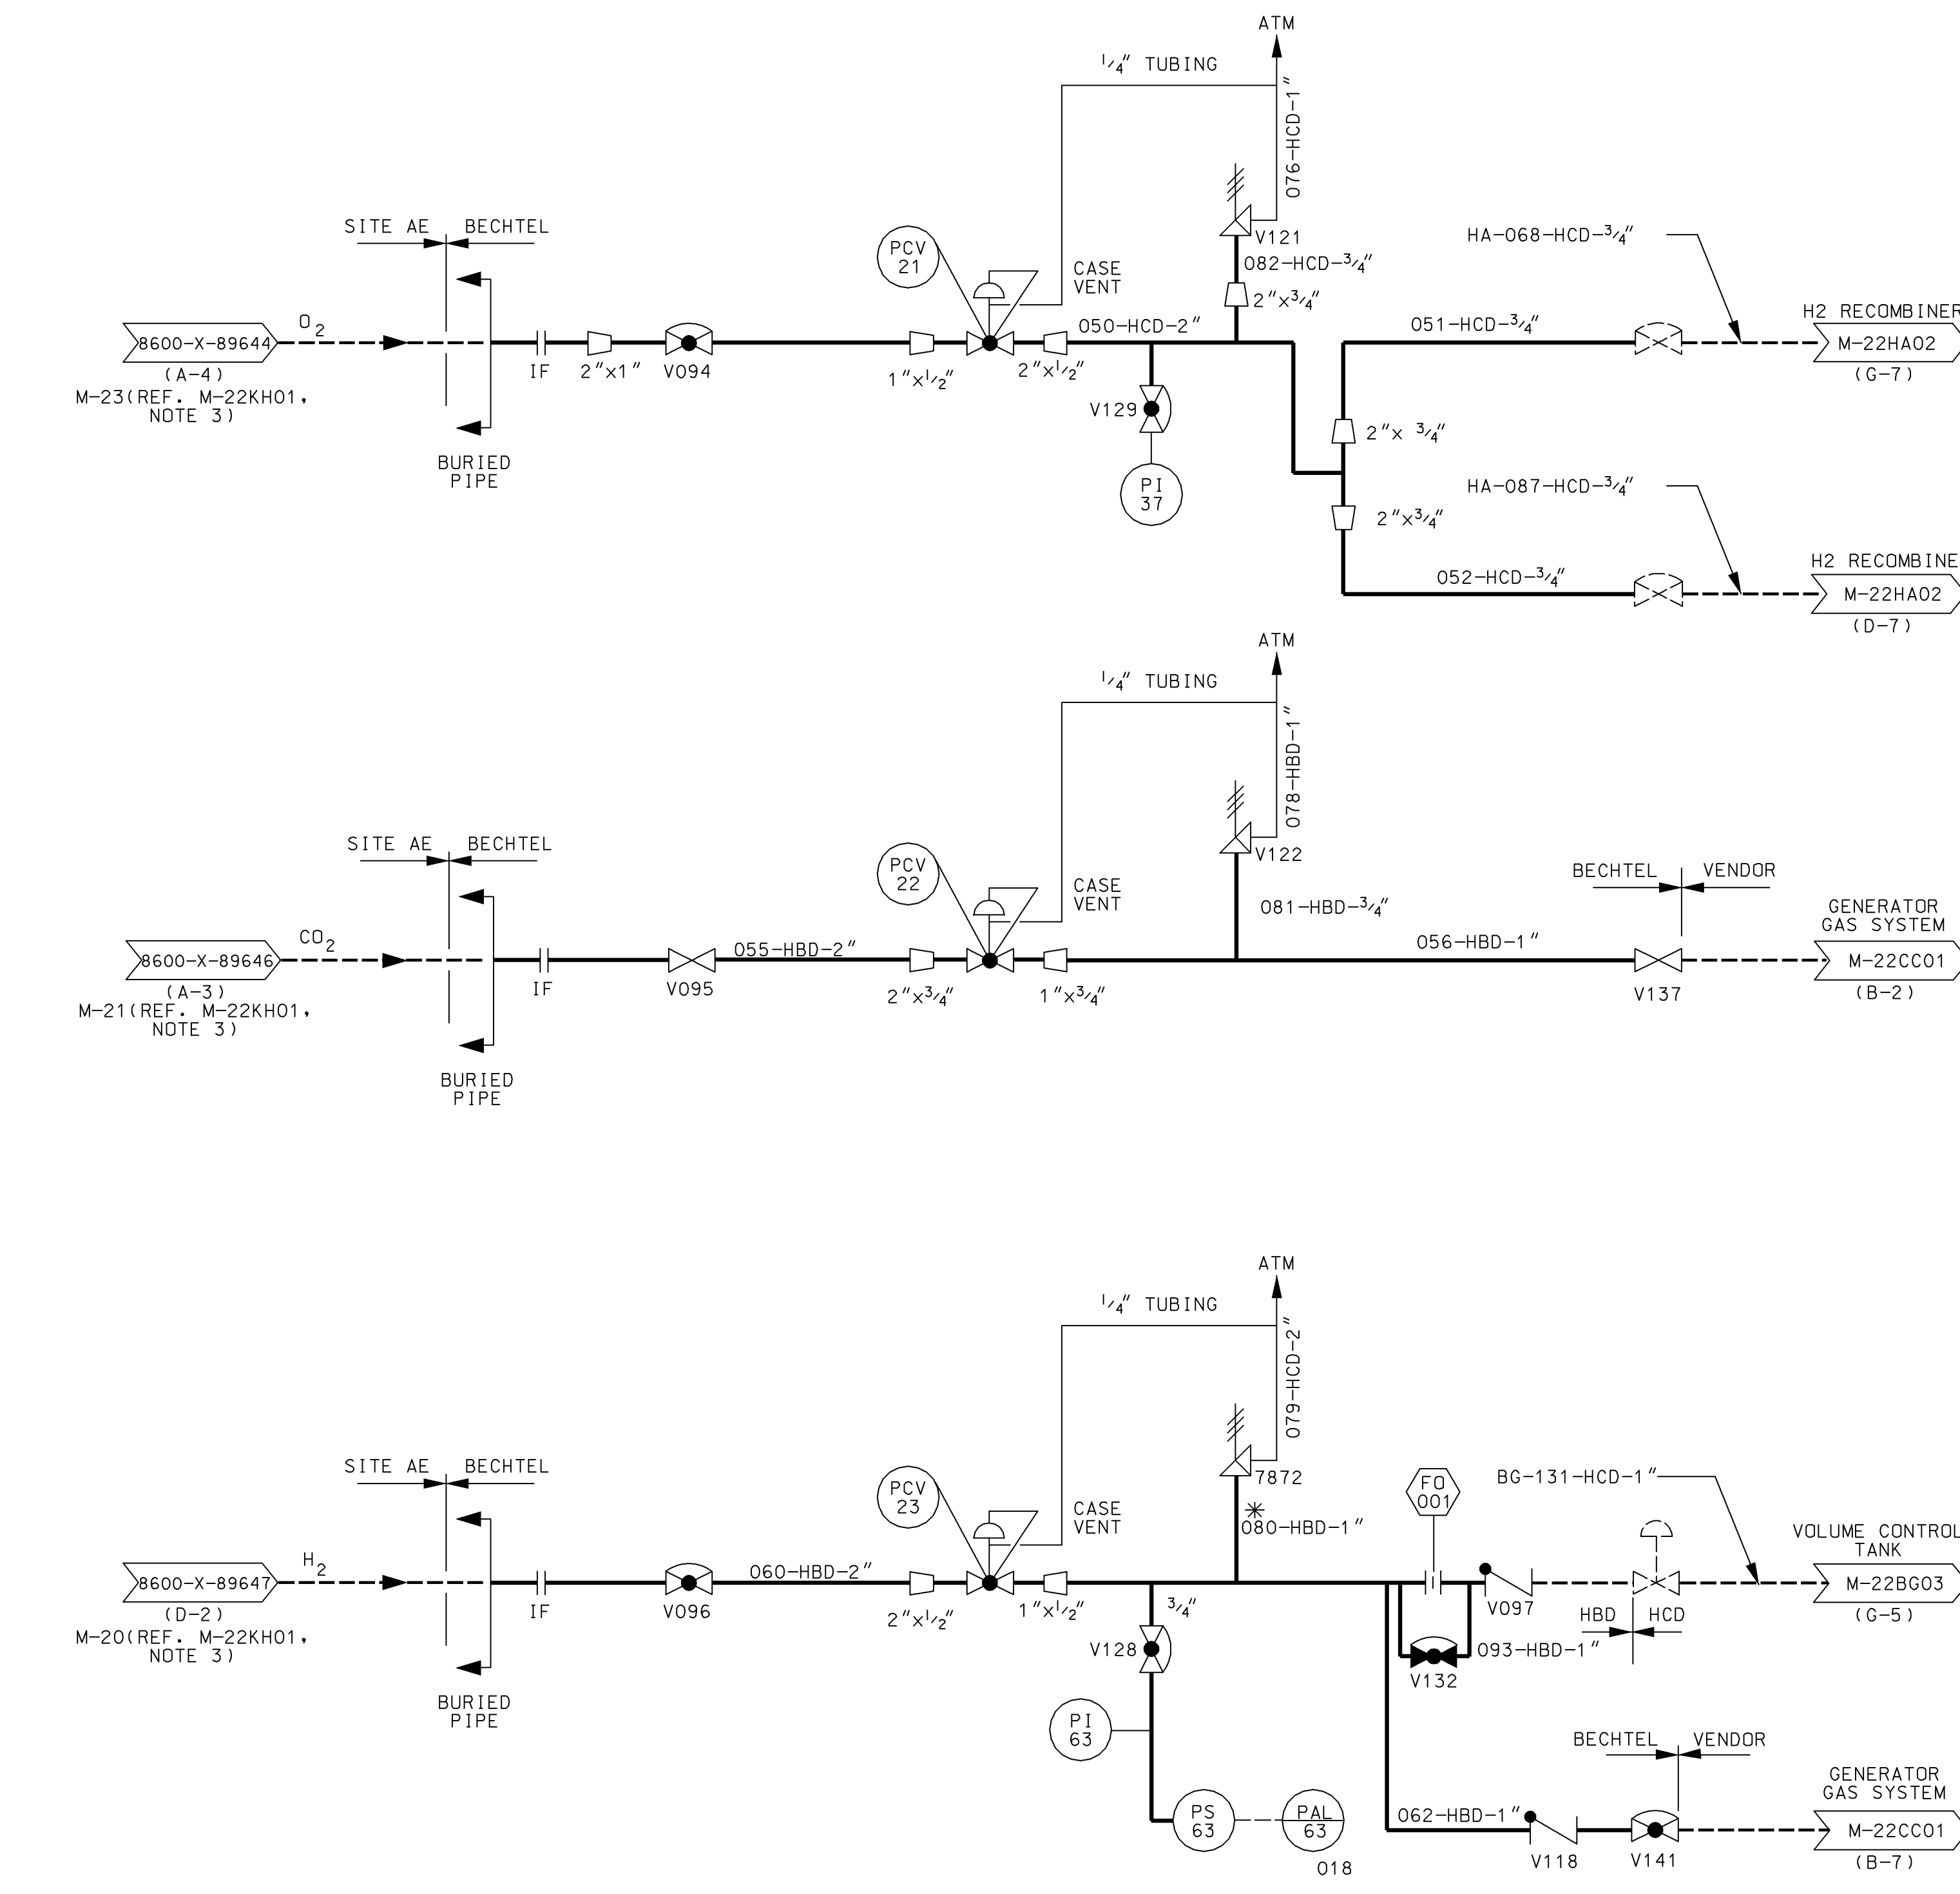 ATM
1/4" TUBING
076-HCD-1"
SITE AE
BECHTEL
PCV
21
CASE
VENT
V121
082-HCD-3/4"
2"x3/4"
HA-068-HCD-3/4"
8600-X-89644
O2
(A-4)
M-23(REF. M-22KH01,
NOTE 3)
BURIED
PIPE
IF
2"x1"
V094
1"x1/2"
2"x1/2"
050-HCD-2"
V129
PI
37
051-HCD-3/4"
H2 RECOMBINER
M-22HA02
(G-7)
2"x 3/4"
2"x3/4"
HA-087-HCD-3/4"
052-HCD-3/4"
H2 RECOMBINE
M-22HA02
(D-7)
ATM
1/4" TUBING
078-HBD-1"
SITE AE
BECHTEL
PCV
22
CASE
VENT
V122
081-HBD-3/4"
BECHTEL
VENDOR
8600-X-89646
CO2
(A-3)
M-21(REF. M-22KH01,
NOTE 3)
BURIED
PIPE
IF
V095
055-HBD-2"
2"x3/4"
1"x3/4"
056-HBD-1"
V137
GENERATOR
GAS SYSTEM
M-22CC01
(B-2)
ATM
1/4" TUBING
079-HCD-2"
SITE AE
BECHTEL
PCV
23
CASE
VENT
7872
*
080-HBD-1"
FO
001
BG-131-HCD-1"
8600-X-89647
H2
(D-2)
M-20(REF. M-22KH01,
NOTE 3)
BURIED
PIPE
IF
V096
060-HBD-2"
2"x1/2"
1"x1/2"
3/4"
V128
PI
63
PS
63
PAL
63
018
V097
093-HBD-1"
V132
HBD
HCD
VOLUME CONTROL
TANK
M-22BG03
(G-5)
BECHTEL
VENDOR
062-HBD-1"
V118
V141
GENERATOR
GAS SYSTEM
M-22CC01
(B-7)